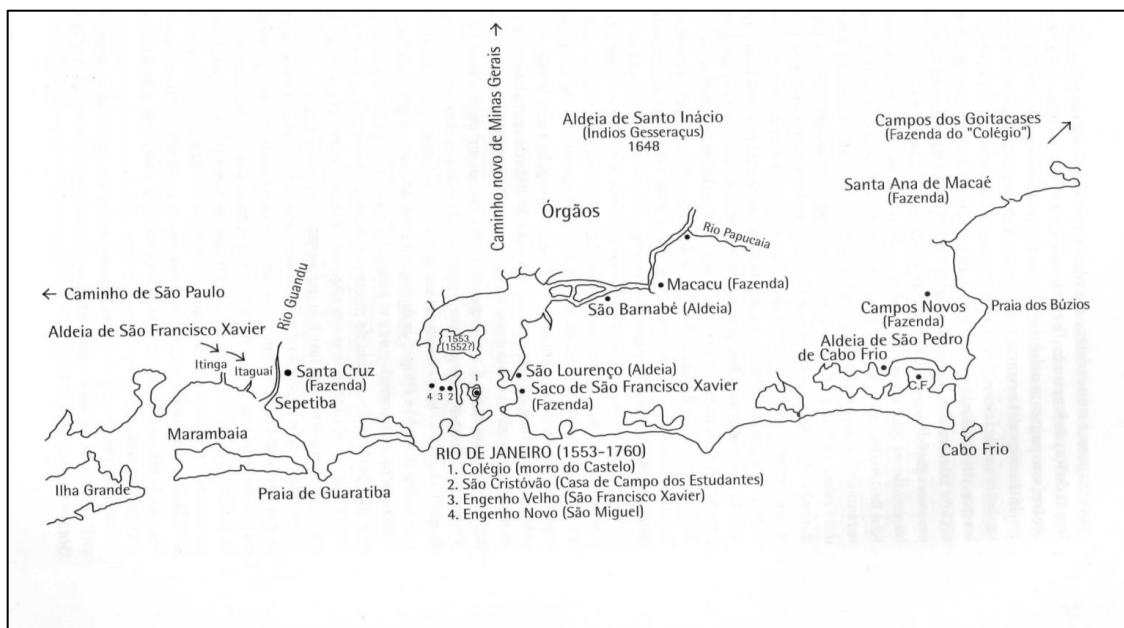 Caminho novo de Minas Gerais
Aldeia de Santo Inácio
(Índios Gesseraçus)
1648
Campos dos Goitacases
(Fazenda do "Colégio")
Santa Ana de Macaé
(Fazenda)
Órgãos
Rio Papucaia
Rio Guandu
Caminho de São Paulo
Macacu (Fazenda)
São Barnabé (Aldeia)
Campos Novos
(Fazenda)
Praia dos Búzios
Aldeia de São Francisco Xavier
Itinga
Itaguaí
1553
(1552?)
Aldeia de São Pedro
de Cabo Frio
Santa Cruz
(Fazenda)
Sepetiba
1
4 3 2
São Lourenço (Aldeia)
Saco de São Francisco Xavier
(Fazenda)
C.F.
Marambaia
Cabo Frio
Ilha Grande
Praia de Guaratiba
RIO DE JANEIRO (1553-1760)
1. Colégio (morro do Castelo)
2. São Cristóvão (Casa de Campo dos Estudantes)
3. Engenho Velho (São Francisco Xavier)
4. Engenho Novo (São Miguel)